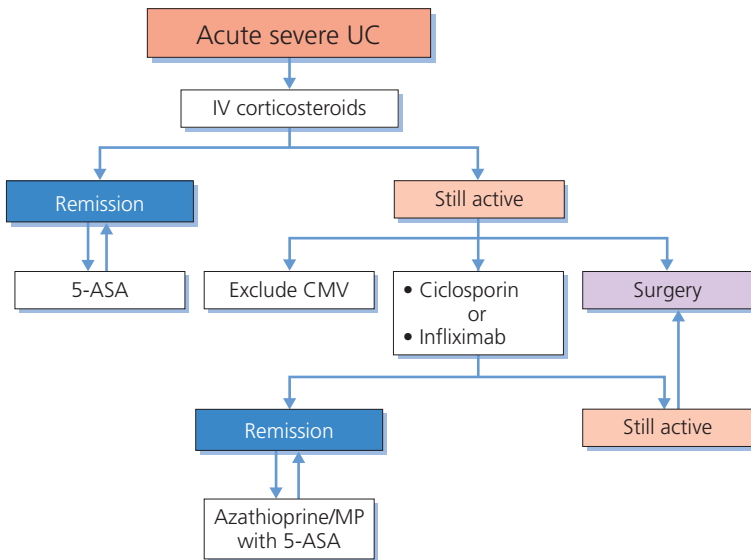 Acute severe UC
IV corticosteroids
Remission
Still active
5-ASA
Exclude CMV
• Ciclosporin
or
• Infliximab
Surgery
Remission
Still active
Azathioprine/MP
with 5-ASA